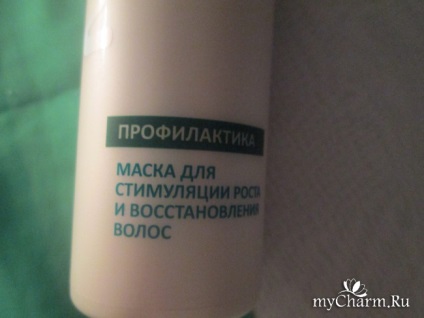 ПРОФИЛАКТИКА
МАСКА ДЛЯ
СТИМУЛЯЦИИ РОСТА
И ВОССТАНОВЛЕНИЯ
ВОЛОС
myCharm.Ru